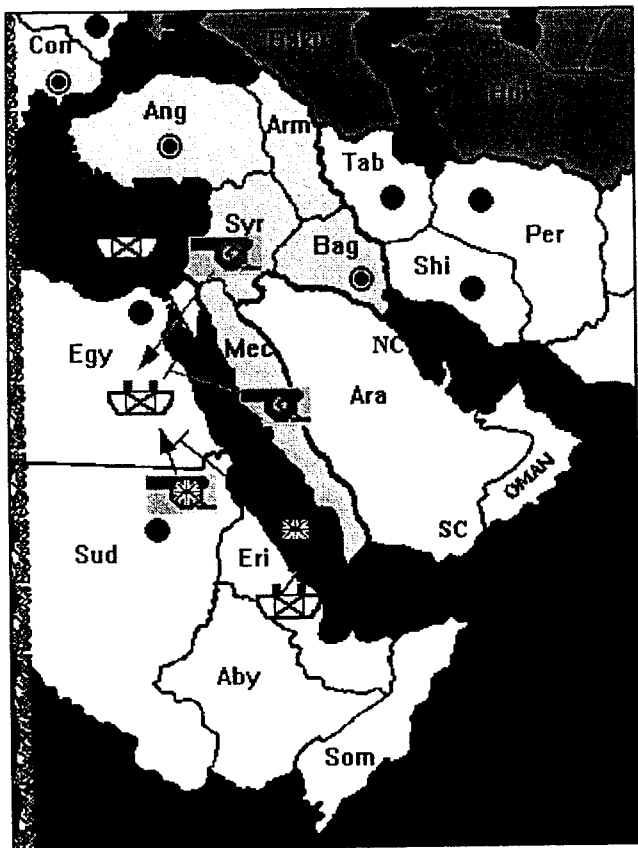 Con
Ang
Arm
Tab
Syr
Bag
Per
Shi
Egy
Mec
NC
Ara
OMAN
Sud
Eri
SC
Aby
Som